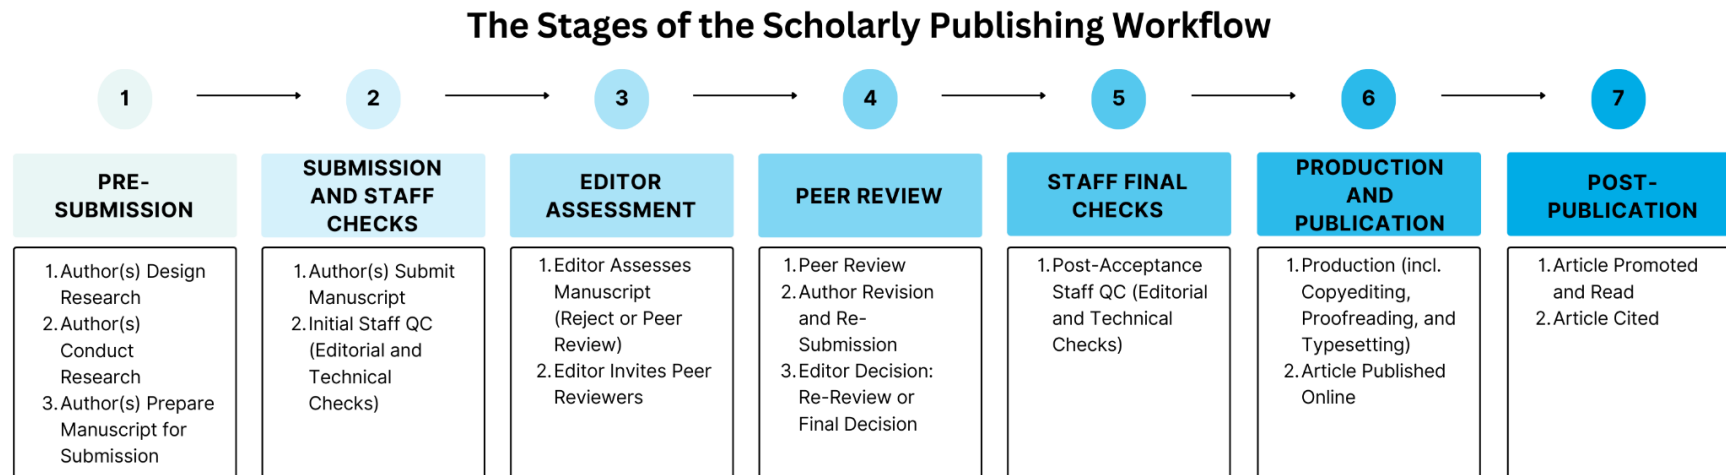 The Stages of the Scholarly Publishing Workflow
1
2
3
4
5
6
7
PRE-
SUBMISSION
SUBMISSION
AND STAFF
CHECKS
EDITOR
ASSESSMENT
PEER REVIEW
STAFF FINAL
CHECKS
PRODUCTION
AND
PUBLICATION
POST-
PUBLICATION
1. Author(s) Design
Research
2. Author(s)
Conduct
Research
3. Author(s) Prepare
Manuscript for
Submission
1. Author(s) Submit
Manuscript
2. Initial Staff QC
(Editorial and
Technical
Checks)
1. Editor Assesses
Manuscript
(Reject or Peer
Review)
2. Editor Invites Peer
Reviewers
1. Peer Review
2. Author Revision
and Re-
Submission
3. Editor Decision:
Re-Review or
Final Decision
1. Post-Acceptance
Staff QC (Editorial
and Technical
Checks)
1. Production (incl.
Copyediting,
Proofreading, and
Typesetting)
2. Article Published
Online
1. Article Promoted
and Read
2. Article Cited